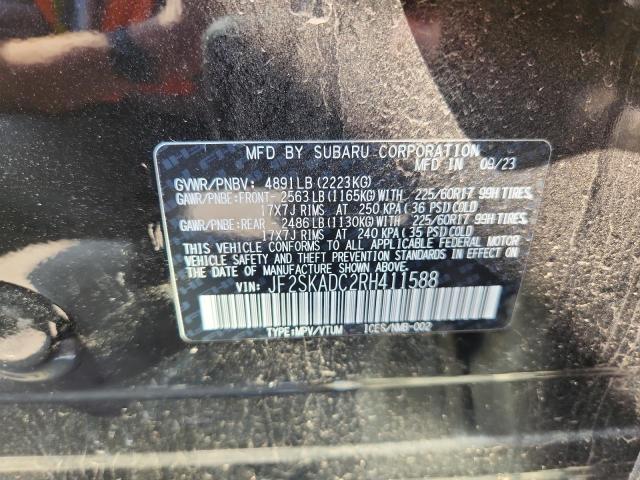 MFD BY SUBARU CORPORATION
MFD IN 09/23
GVWR/PNBV: 4891LB(2223KG)
GAWR/PNBE:FRONT- 2563LB(1165KG)WITH 225/60R17 99H TIRES,
17X7J RIMS AT 250 KPA(36 PSI)COLD
GAWR/PNBE:REAR - 2486LB(1130KG)WITH 225/60R17 99H TIRES,
17X7J RIMS AT 240 KPA(35 PSI)COLD
THIS VEHICLE CONFORMS TO ALL APPLICABLE FEDERAL MOTOR
VEHICLE SAFETY AND THEFT PREVENTION STANDARDS IN EFFECT
ON THE DATE OF MANUFACTURE SHOWN ABOVE.
VIN: JF2SKADC2RH411588
TYPE:MPV/VTUM ICES/NMB-002